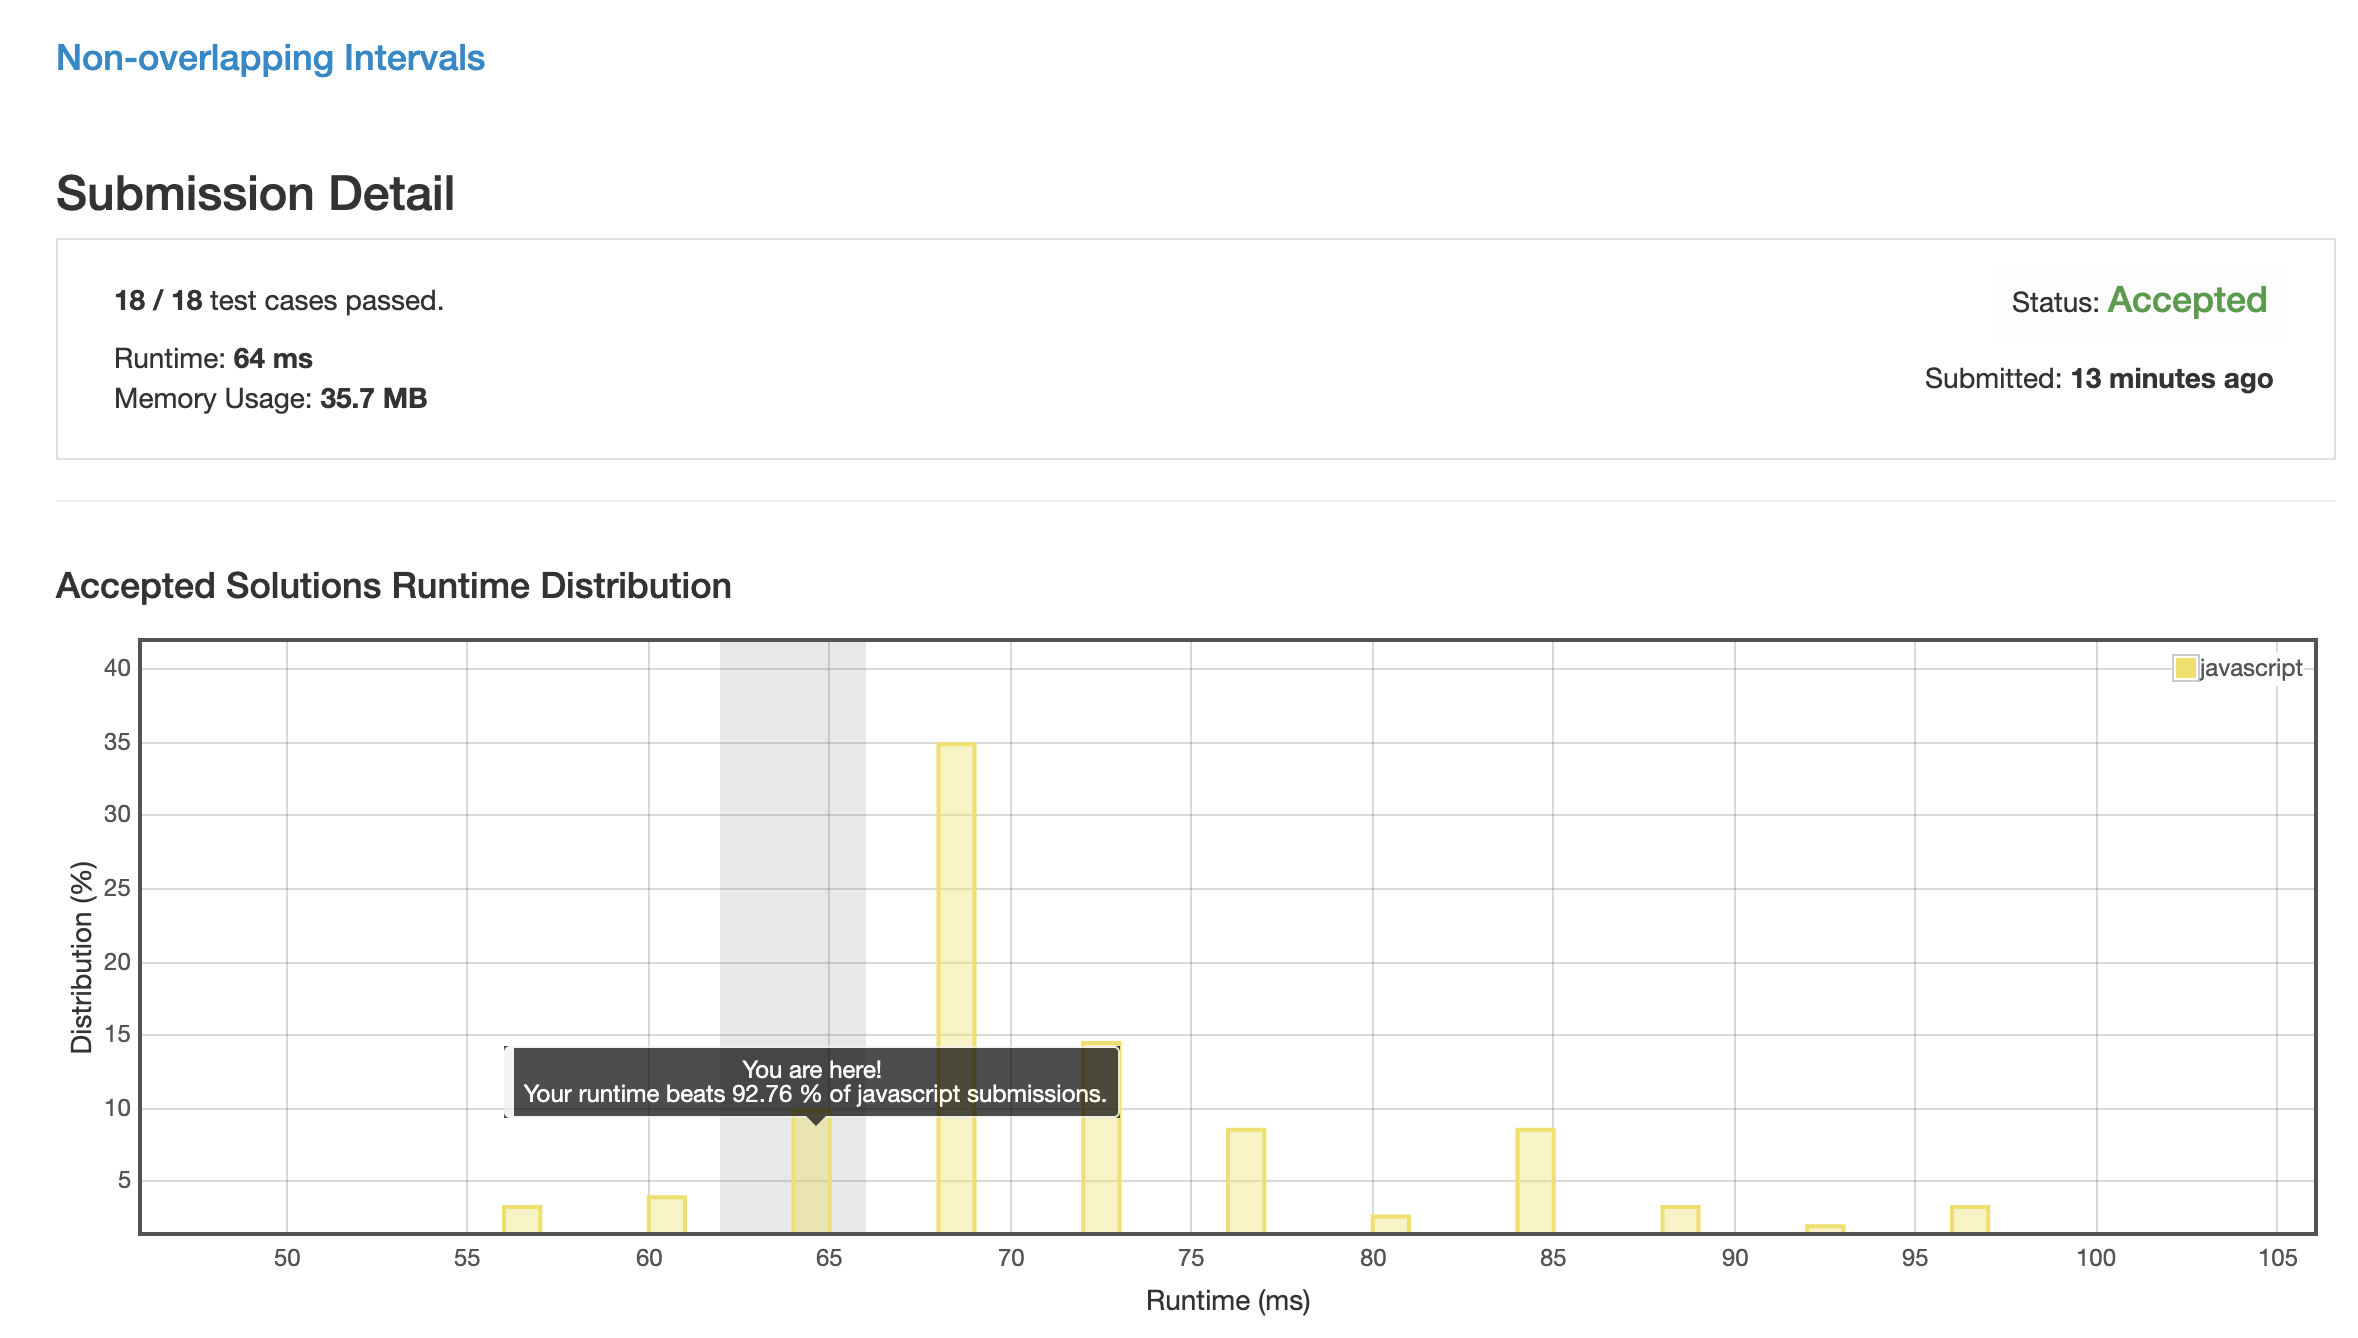 Non-overlapping Intervals
Submission Detail
18 / 18 test cases passed.
Status: Accepted
Runtime: 64 ms
Submitted: 13 minutes ago
Memory Usage: 35.7 MB
Accepted Solutions Runtime Distribution
javascript
Distribution (%)
40
35
30
25
20
15
10
5
You are here!
Your runtime beats 92.76 % of javascript submissions.
50 55 60 65 70 75 80 85 90 95 100 105
Runtime (ms)